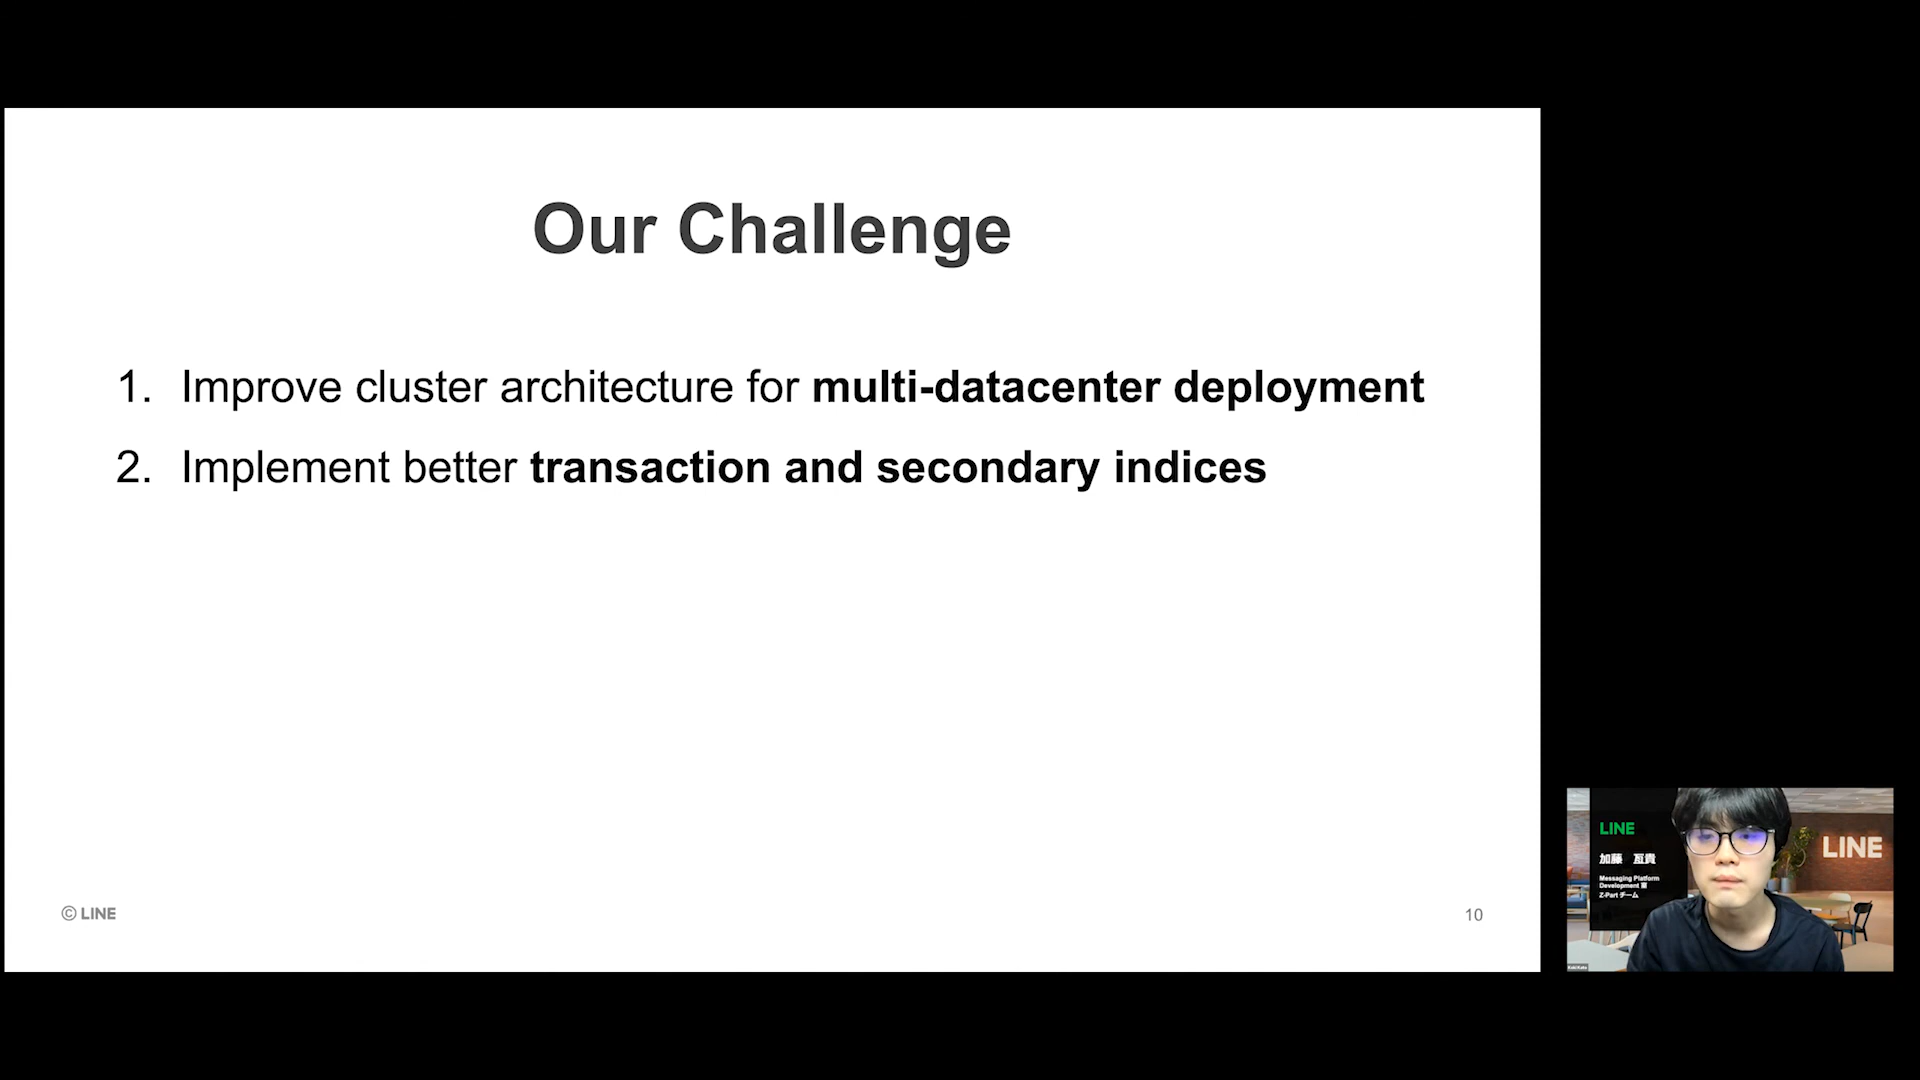 Our Challenge
1. Improve cluster architecture for multi-datacenter deployment
2. Implement better transaction and secondary indices
© LINE
10
LINE
加藤 亙貴
Messaging Platform
Development 室
Z-Part チーム
LINE